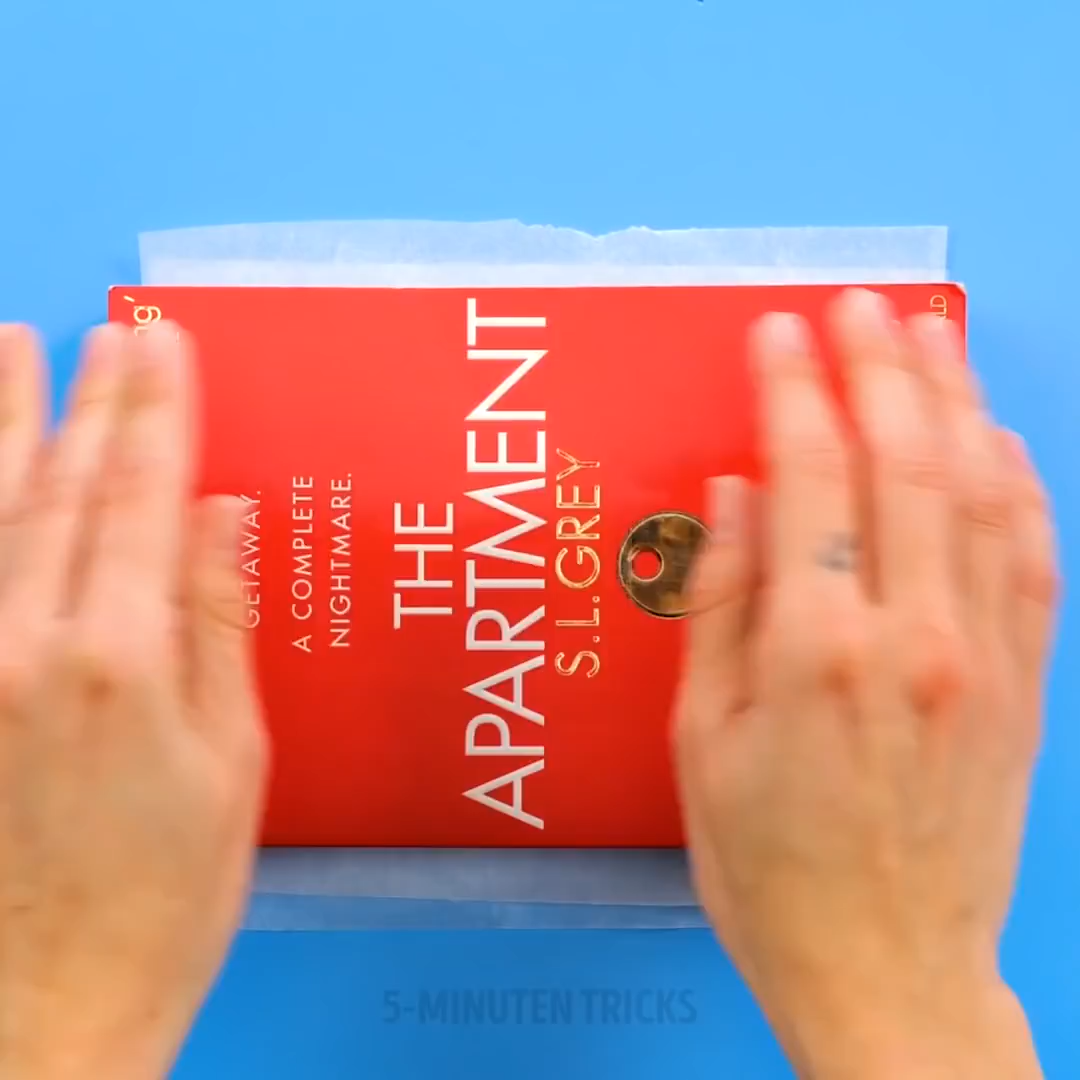 GETAWAY.
A COMPLETE
NIGHTMARE.
THE
APARTMENT
S.L.GREY
5-MINUTEN TRICKS